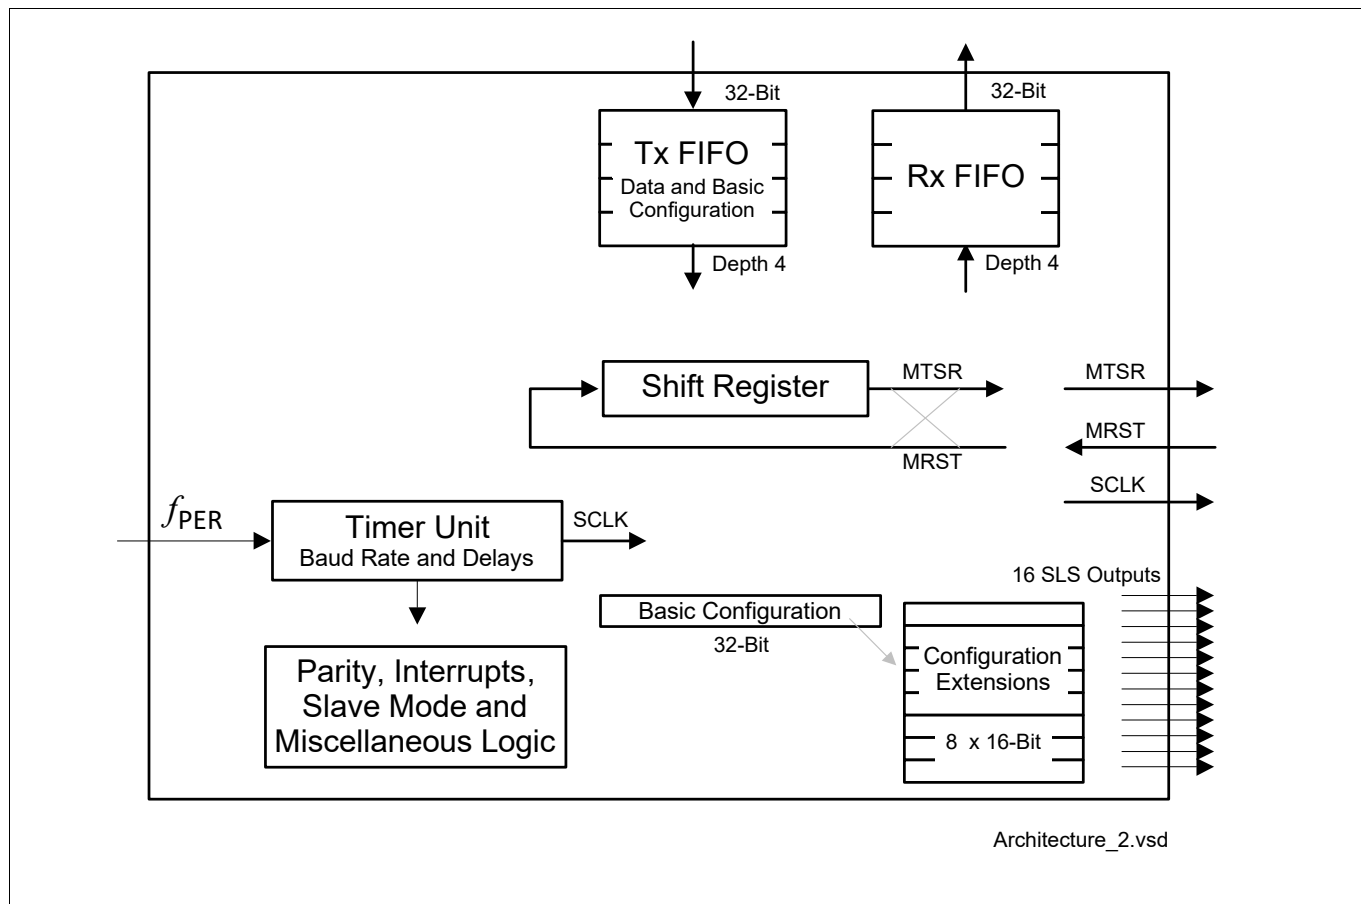 32-Bit
32-Bit
Tx FIFO
Data and Basic
Configuration
Rx FIFO
Depth 4
Depth 4
Shift Register
MTSR
MTSR
MRST
MRST
SCLK
fPER
Timer Unit
Baud Rate and Delays
SCLK
16 SLS Outputs
Basic Configuration
32-Bit
Configuration
Extensions
8 x 16-Bit
Parity, Interrupts,
Slave Mode and
Miscellaneous Logic
Architecture_2.vsd